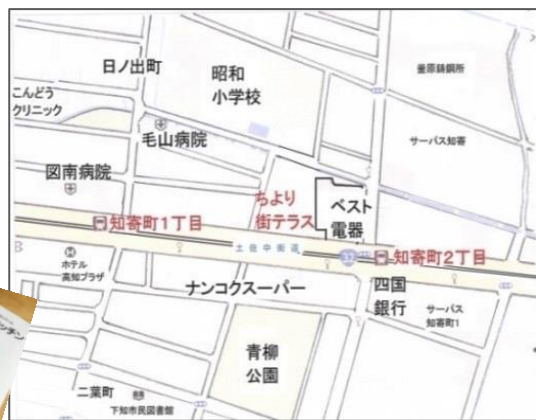 日ノ出町
昭和
小学校
釜原鋳鋼所
こんどう
クリニック
毛山病院
サーパス知寄
図南病院
ちより
街テラス
ベスト
電器
知寄町1丁目
土佐中街道
知寄町2丁目
ホテル
高知プラザ
ナンコクスーパー
四国
銀行
サーパス
知寄町1
青柳
公園
二葉町
下知市民図書館